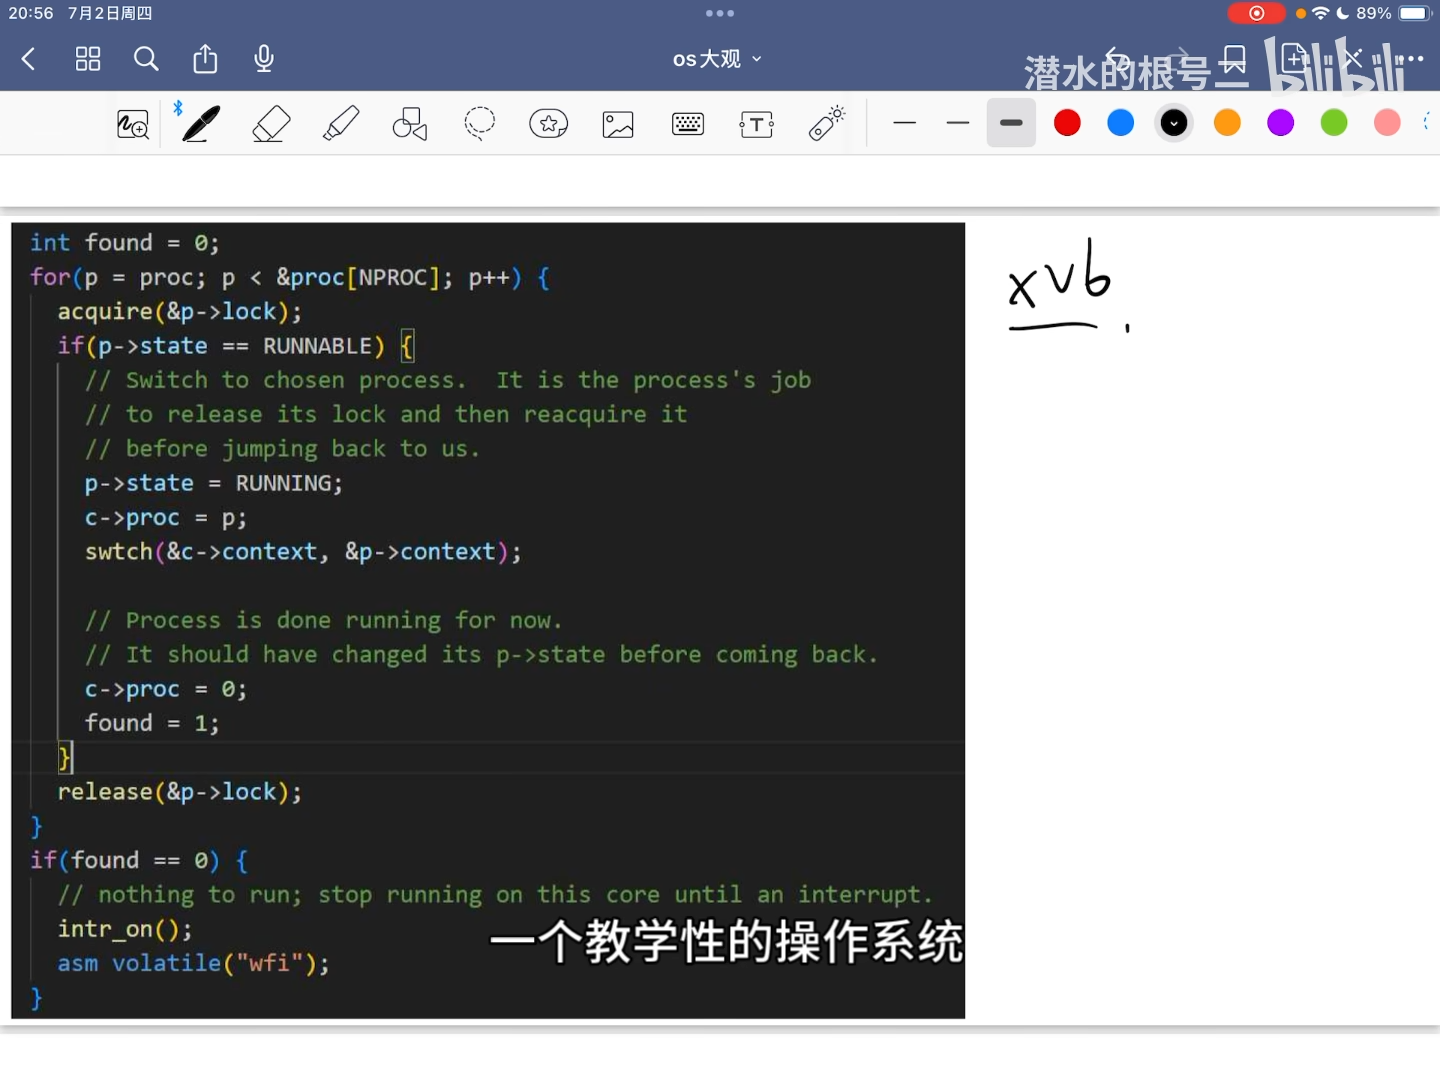 20:56 7月2日周四
89%
os大观
潜水的根号二 bilibili
int found = 0;
for(p = proc; p < &proc[NPROC]; p++) {
acquire(&p->lock);
if(p->state == RUNNABLE) {
// Switch to chosen process.  It is the process's job
// to release its lock and then reacquire it
// before jumping back to us.
p->state = RUNNING;
c->proc = p;
swtch(&c->context, &p->context);
// Process is done running for now.
// It should have changed its p->state before coming back.
c->proc = 0;
found = 1;
}
release(&p->lock);
}
if(found == 0) {
// nothing to run; stop running on this core until an interrupt.
intr_on();
asm volatile("wfi");
}
xv6
一个教学性的操作系统